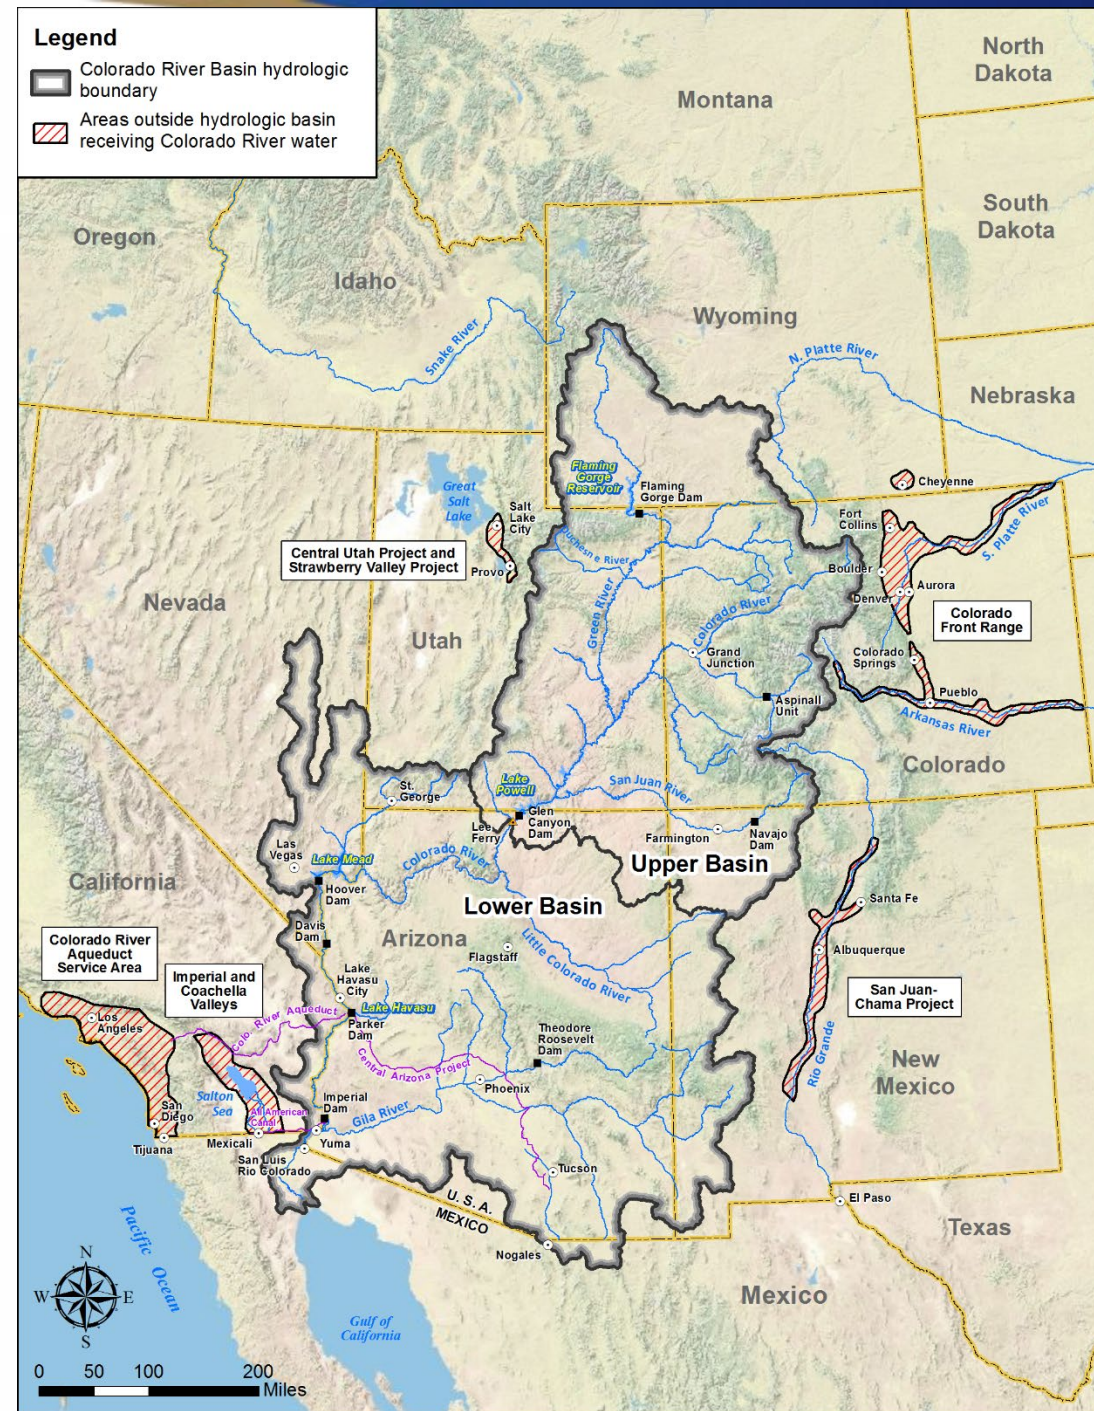 Legend
Colorado River Basin hydrologic
boundary
Areas outside hydrologic basin
receiving Colorado River water
North
Dakota
Montana
South
Dakota
Oregon
Idaho
Wyoming
Snake River
N. Platte River
Nebraska
Flaming
Gorge
Reservoir
Flaming
Gorge Dam
Great
Salt
Lake
Salt
Lake
City
Cheyenne
Fort
Collins
S. Platte River
Central Utah Project and
Strawberry Valley Project
Provo
Duchesne River
Boulder
Denver
Aurora
Nevada
Utah
Green River
Colorado River
Colorado
Front Range
Grand
Junction
Colorado
Springs
Aspinall
Unit
Pueblo
Arkansas River
Colorado
St.
George
Lake
Powell
San Juan River
Lee
Ferry
Glen
Canyon
Dam
Farmington
Navajo
Dam
Las
Vegas
Lake Mead
Colorado River
Upper Basin
California
Hoover
Dam
Lower Basin
Santa Fe
Davis
Dam
Arizona
Flagstaff
Little Colorado River
Albuquerque
Colorado River
Aqueduct
Service Area
Imperial and
Coachella
Valleys
Lake
Havasu
City
San Juan-
Chama Project
Los
Angeles
Colo. River Aqueduct
Lake Havasu
Parker
Dam
Central Arizona Project
Theodore
Roosevelt
Dam
Rio Grande
New
Mexico
Phoenix
Salton
Sea
San
Diego
All American
Canal
Imperial
Dam
Gila River
Tijuana
Mexicali
Yuma
San Luis
Rio Colorado
Tucson
U. S. A.
MEXICO
El Paso
Nogales
Texas
Pacific Ocean
Mexico
Gulf of
California
N
W
E
S
0
50
100
200
Miles